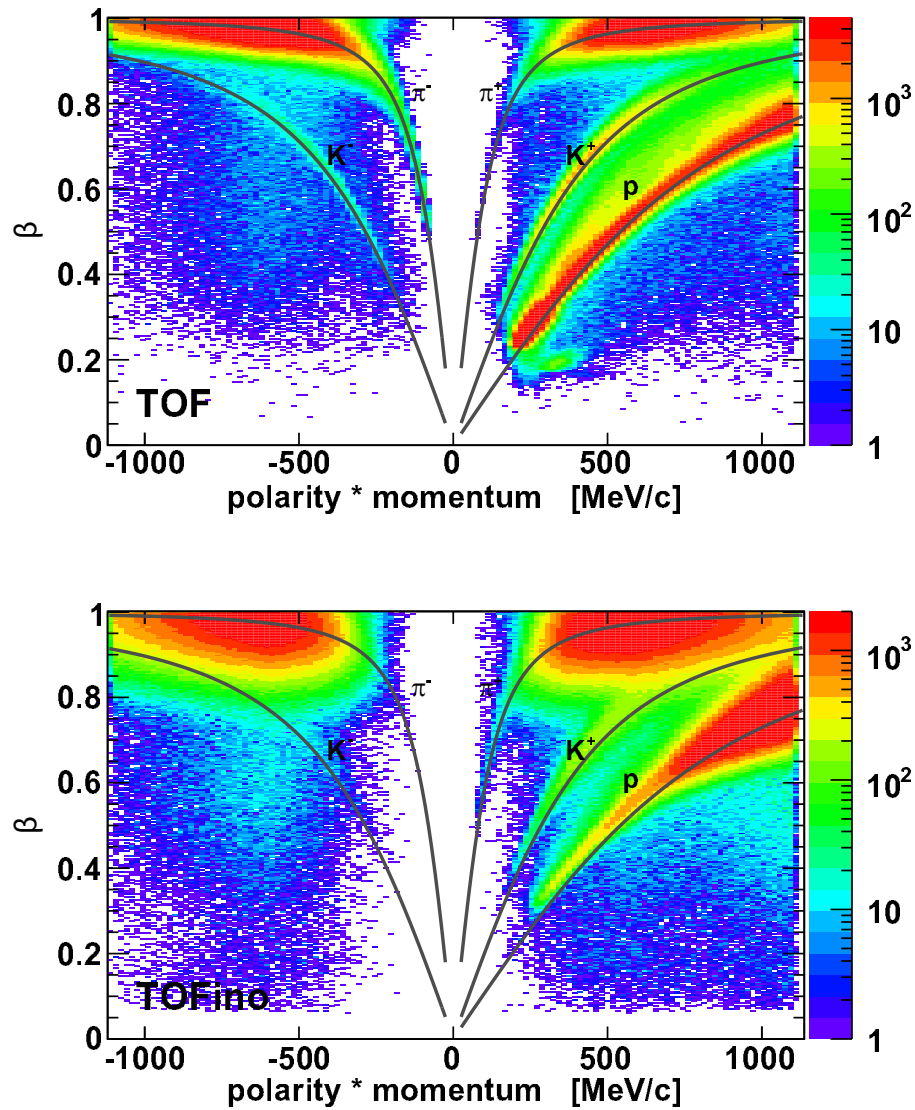 1
0.8
0.6
0.4
0.2
0
β
π⁻
π⁺
K⁻
K⁺
p
TOF
10³
10²
10
1
-1000 -500 0 500 1000
polarity * momentum [MeV/c]
1
0.8
0.6
0.4
0.2
0
β
π⁻
π⁺
K⁻
K⁺
p
TOFino
10³
10²
10
1
-1000 -500 0 500 1000
polarity * momentum [MeV/c]